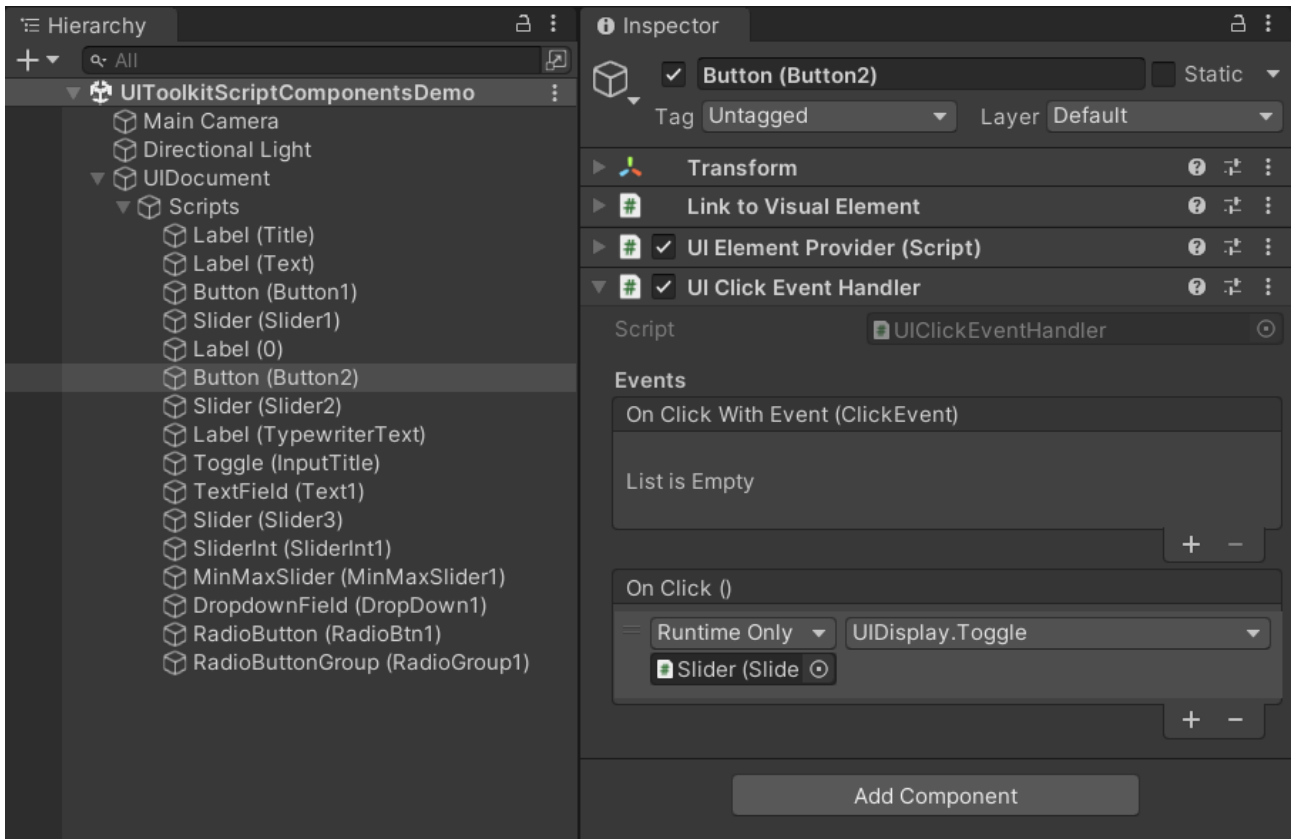 Hierarchy
All
UIToolkitScriptComponentsDemo
Main Camera
Directional Light
UIDocument
Scripts
Label (Title)
Label (Text)
Button (Button1)
Slider (Slider1)
Label (0)
Button (Button2)
Slider (Slider2)
Label (TypewriterText)
Toggle (InputTitle)
TextField (Text1)
Slider (Slider3)
SliderInt (SliderInt1)
MinMaxSlider (MinMaxSlider1)
DropdownField (DropDown1)
RadioButton (RadioBtn1)
RadioButtonGroup (RadioGroup1)
Inspector
Button (Button2) Static
Tag Untagged Layer Default
Transform
Link to Visual Element
UI Element Provider (Script)
UI Click Event Handler
Script UIClickEventHandler
Events
On Click With Event (ClickEvent)
List is Empty
On Click ()
Runtime Only UIDisplay.Toggle
Slider (Slide
Add Component